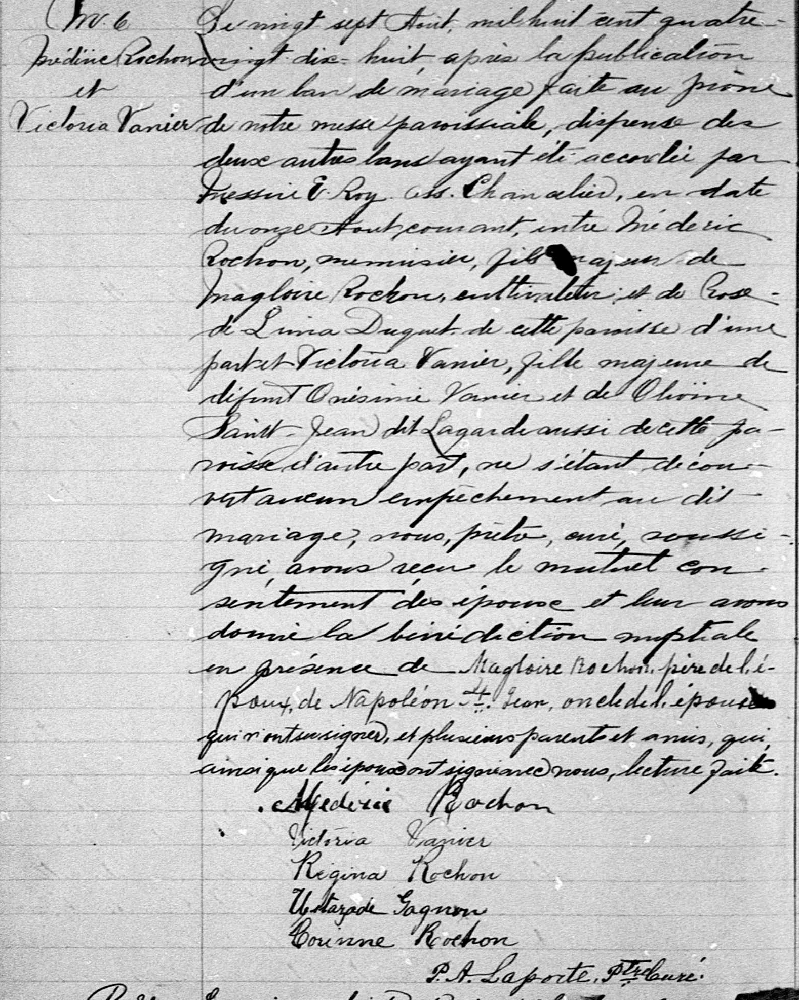 M. 6
Médéric Rochon
et
Victoria Vanier
Le vingt sept Août, mil huit cent quatre-
vingt-dix-huit, après la publication
d'un ban de mariage faite au prône
de notre messe paroissiale, dispense des
deux autres bans ayant été accordée par
Messire E. Roy Ass. Chancelier, en date
du onze Août courant, entre Médéric
Rochon, menuisier, fils majeur de
Magloire Rochon, cultivateur, et de Rose-
de Lima Duquet, de cette paroisse d'une
part et Victoria Vanier, fille majeure de
défunt Onésime Vanier et de Olivine
Saint-Jean dit Lagarde aussi de cette pa-
roisse d'autre part, ne s'étant décou-
vert aucun empêchement au dit
mariage, nous, prêtre, curé, soussi-
gné, avons reçu le mutuel con-
sentement des époux et leur avons
donné la bénédiction nuptiale
en présence de Magloire Rochon, père de l'é-
poux, de Napoléon St. Jean, oncle de l'épouse
qui n'ont su signer, et plusieurs parents et amis, qui,
ainsi que les époux ont signé avec nous, lecture faite.
Médéric Rochon
Victoria Vanier
Régina Rochon
Gagnon
Corinne Rochon
P. A. Laporte, Ptre Curé.